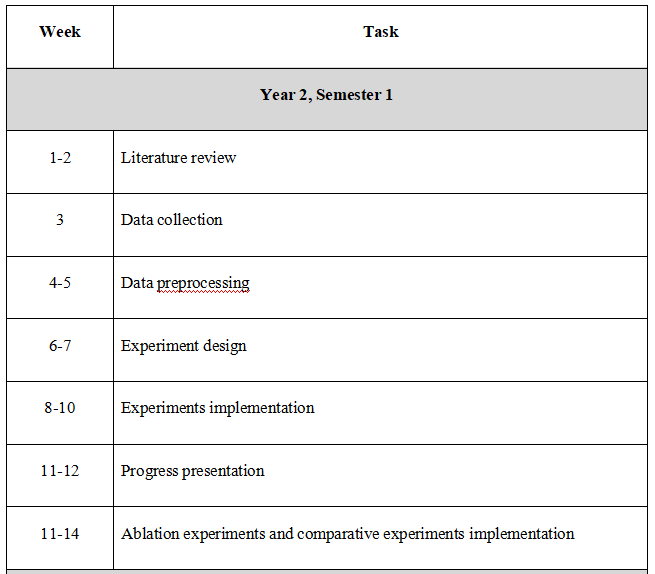 Week Task
Year 2, Semester 1
1-2 Literature review
3 Data collection
4-5 Data preprocessing
6-7 Experiment design
8-10 Experiments implementation
11-12 Progress presentation
11-14 Ablation experiments and comparative experiments implementation